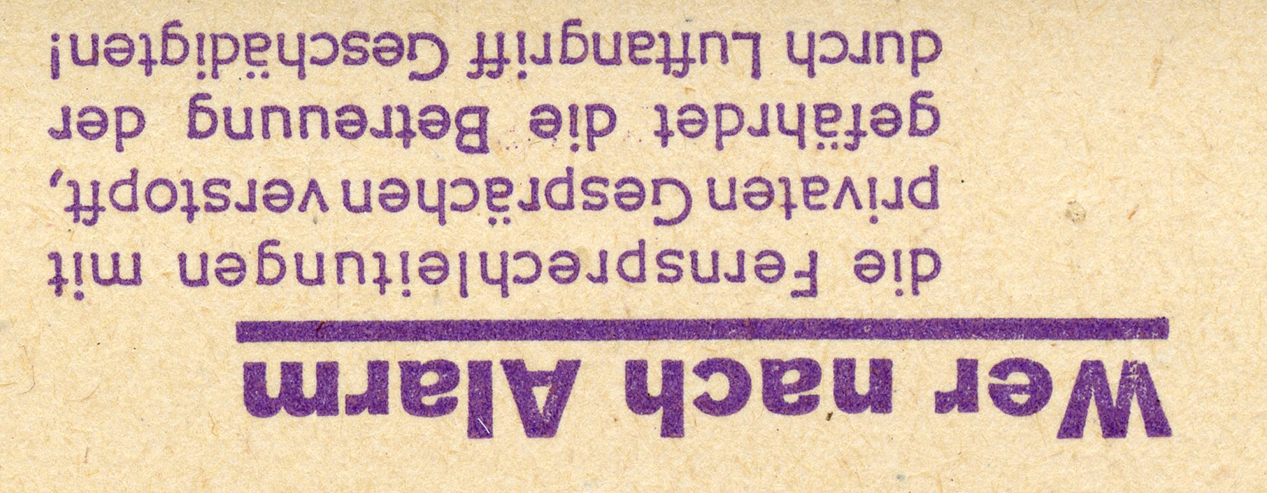 Wer nach Alarm
die Fernsprechleitungen mit
privaten Gesprächen verstopft,
gefährdet die Betreuung der
durch Luftangriff Geschädigten!